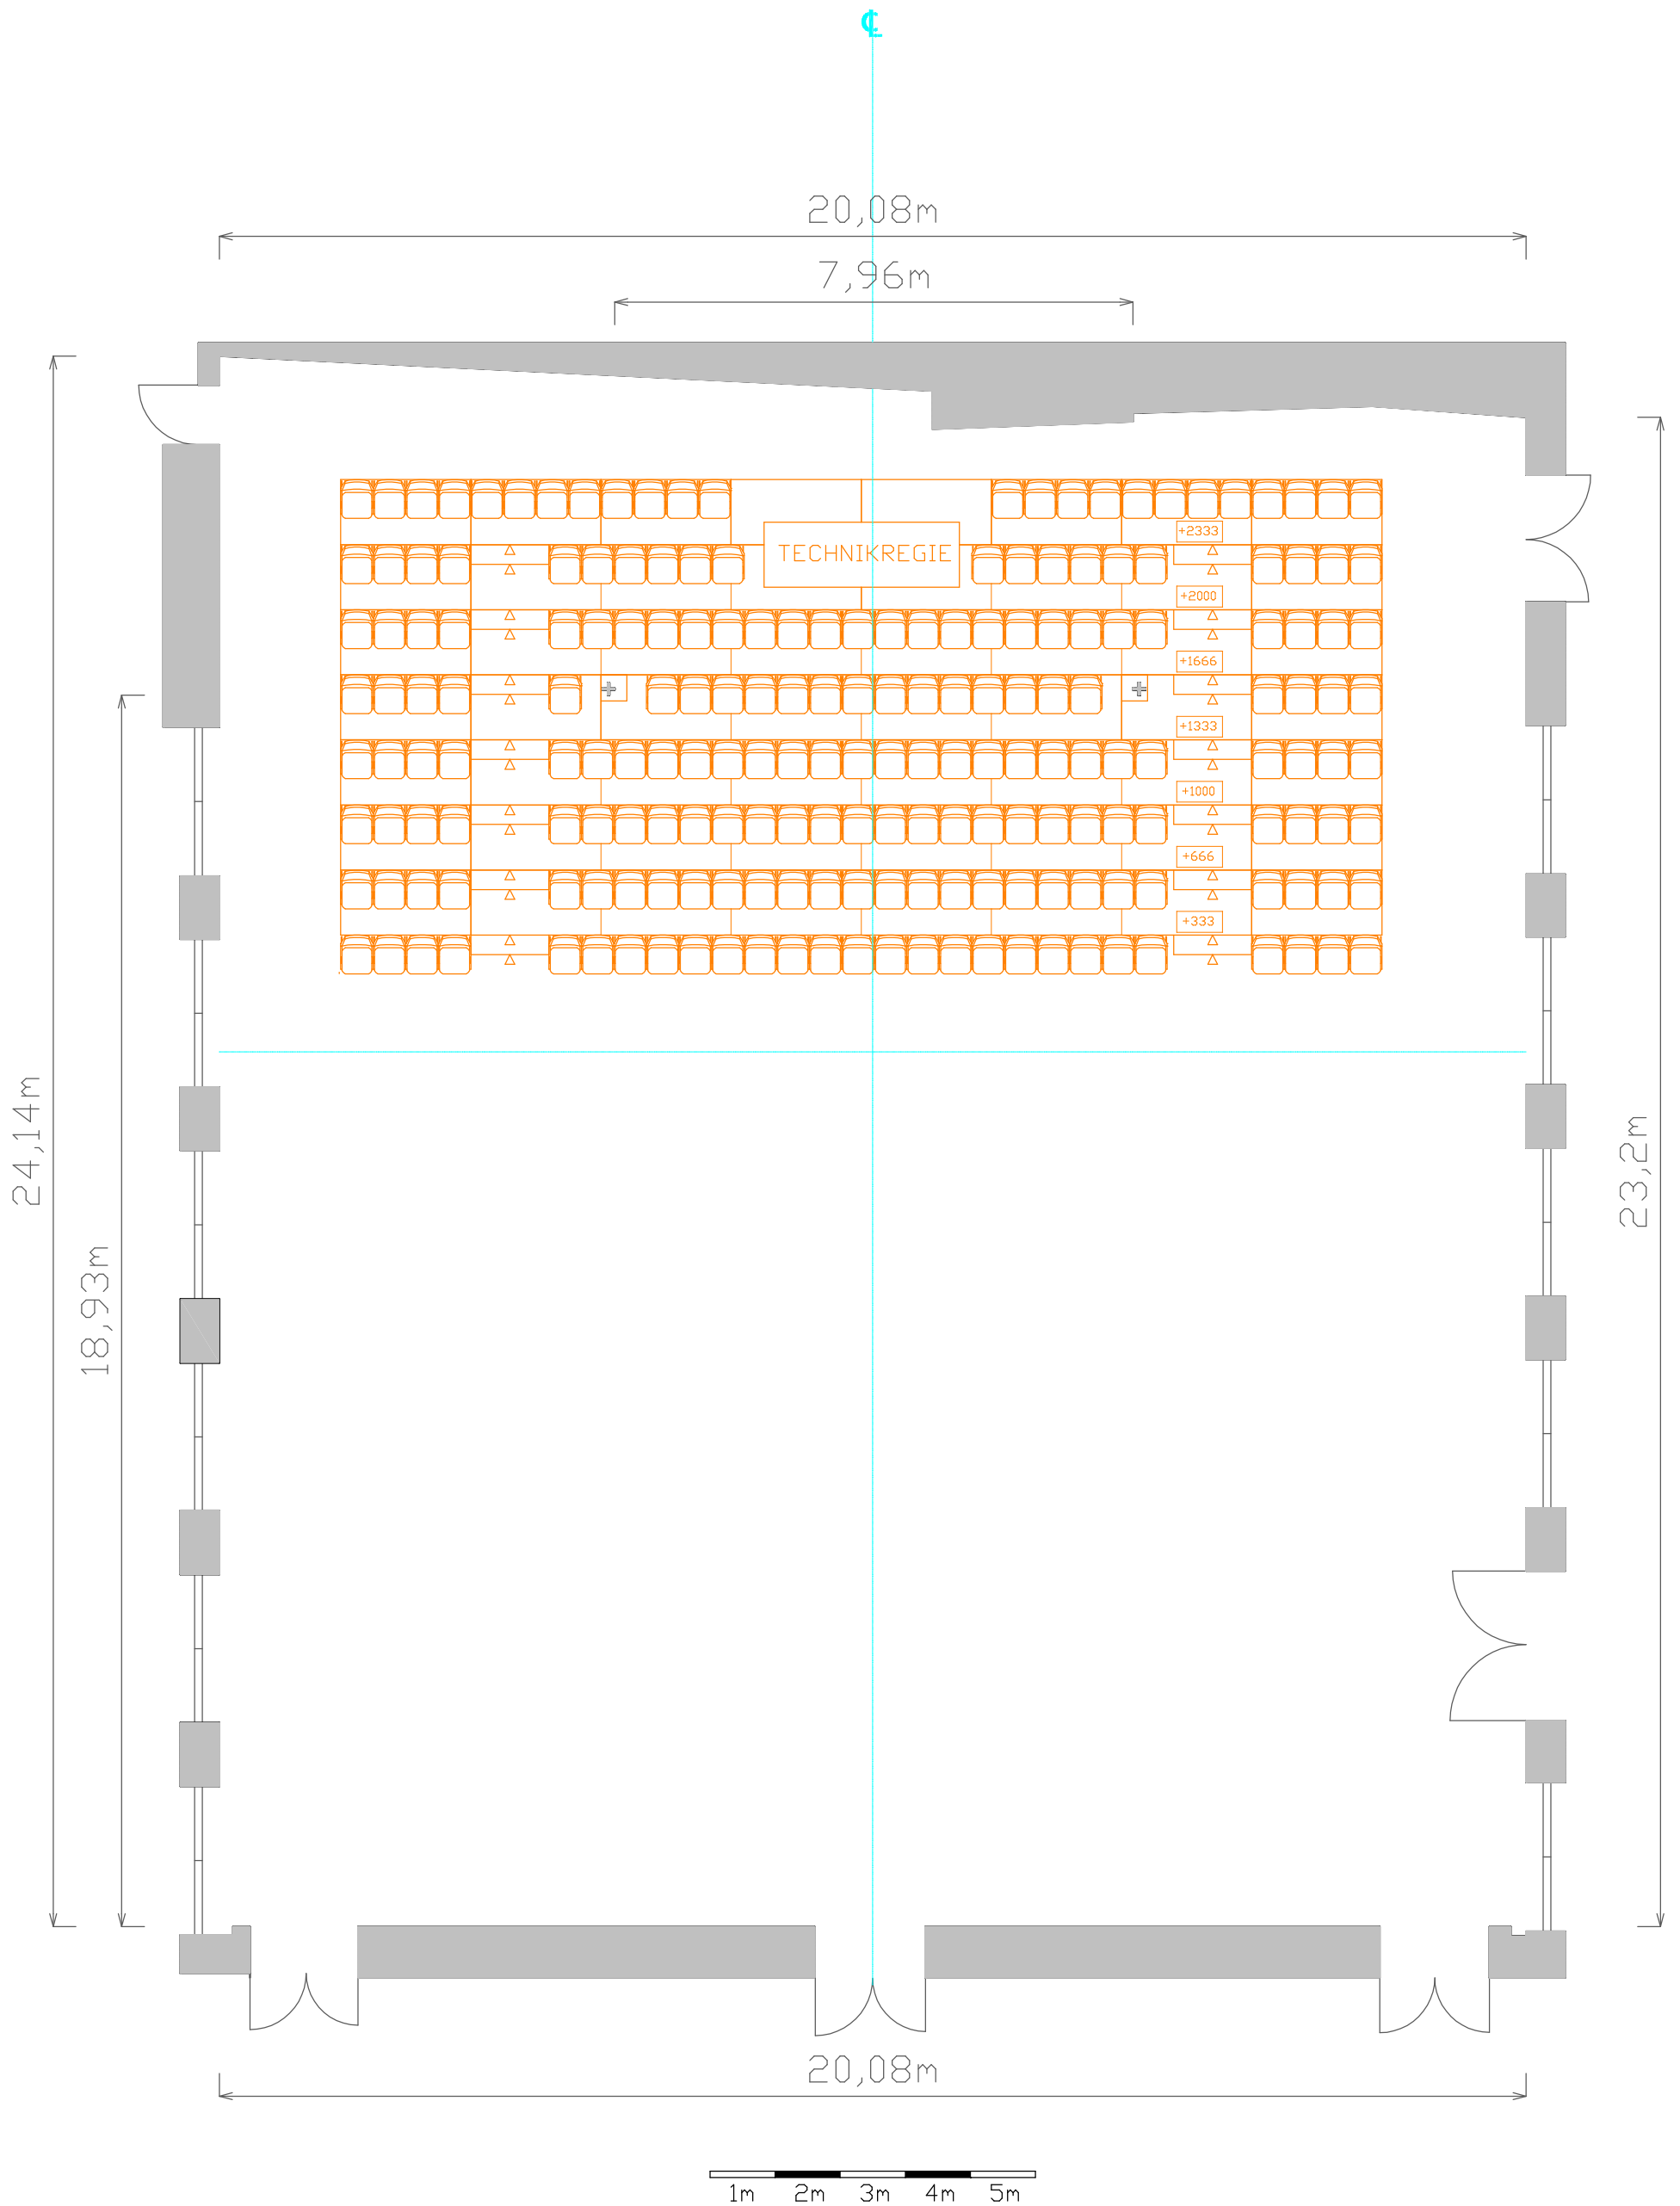 ℄
20,08m
7,96m
TECHNIKREGIE
+2333
+2000
+1666
+1333
+1000
+666
+333
24,14m
18,93m
23,2m
20,08m
1m 2m 3m 4m 5m